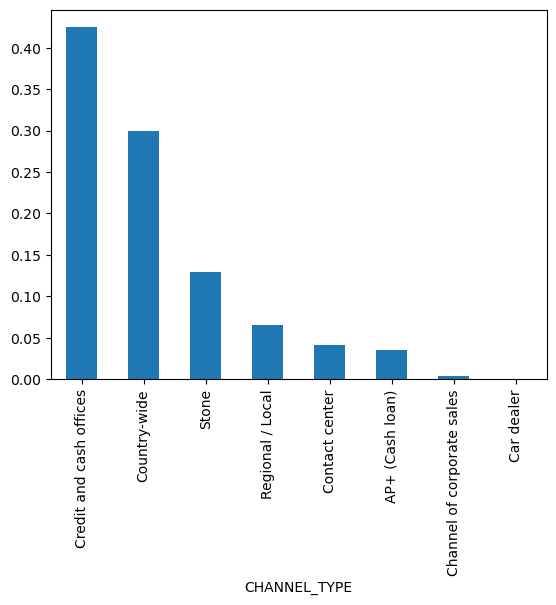 0.40
0.35
0.30
0.25
0.20
0.15
0.10
0.05
0.00
Credit and cash offices
Country-wide
Stone
Regional / Local
Contact center
AP+ (Cash loan)
Channel of corporate sales
Car dealer
CHANNEL_TYPE